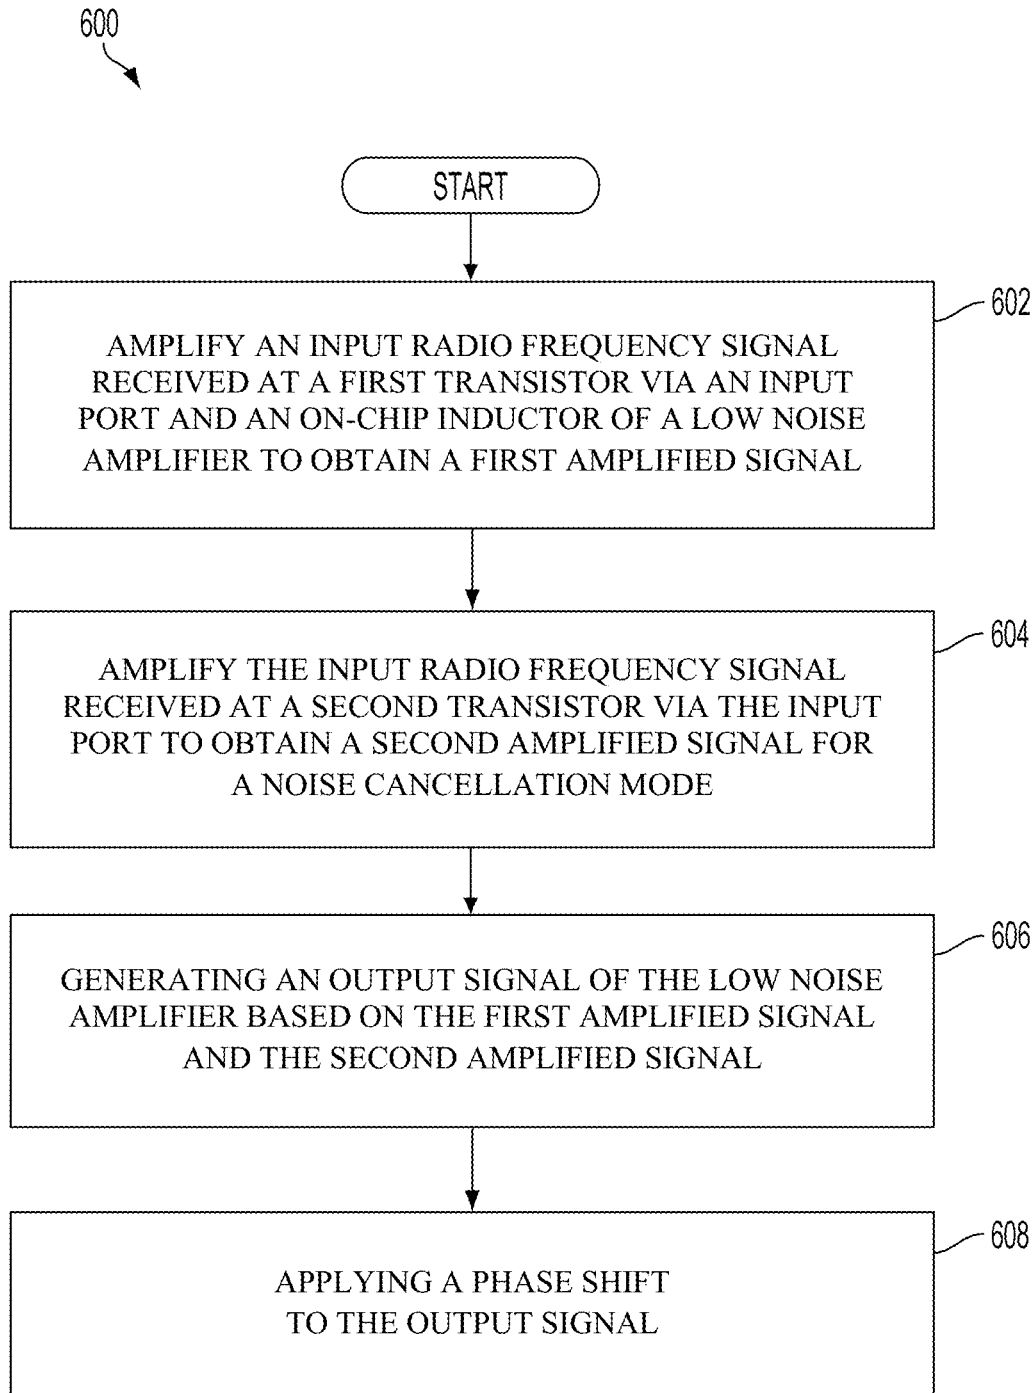 600
START
602
AMPLIFY AN INPUT RADIO FREQUENCY SIGNAL
RECEIVED AT A FIRST TRANSISTOR VIA AN INPUT
PORT AND AN ON-CHIP INDUCTOR OF A LOW NOISE
AMPLIFIER TO OBTAIN A FIRST AMPLIFIED SIGNAL
604
AMPLIFY THE INPUT RADIO FREQUENCY SIGNAL
RECEIVED AT A SECOND TRANSISTOR VIA THE INPUT
PORT TO OBTAIN A SECOND AMPLIFIED SIGNAL FOR
A NOISE CANCELLATION MODE
606
GENERATING AN OUTPUT SIGNAL OF THE LOW NOISE
AMPLIFIER BASED ON THE FIRST AMPLIFIED SIGNAL
AND THE SECOND AMPLIFIED SIGNAL
608
APPLYING A PHASE SHIFT
TO THE OUTPUT SIGNAL